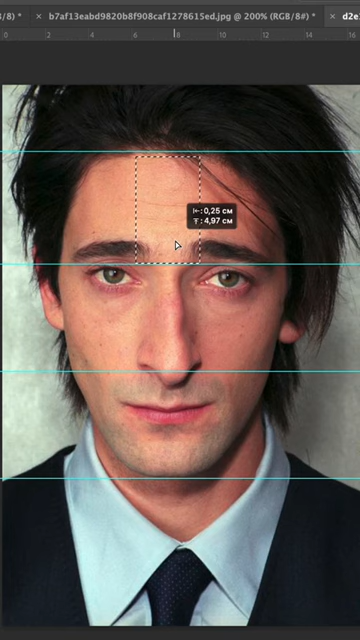 /8) *
× b7af13eabd9820b8f908caf1278615ed.jpg @ 200% (RGB/8#) *
× d2e
0 2 4 6 8 10 12 14 16
↤: 0,25 см
↧: 4,97 см